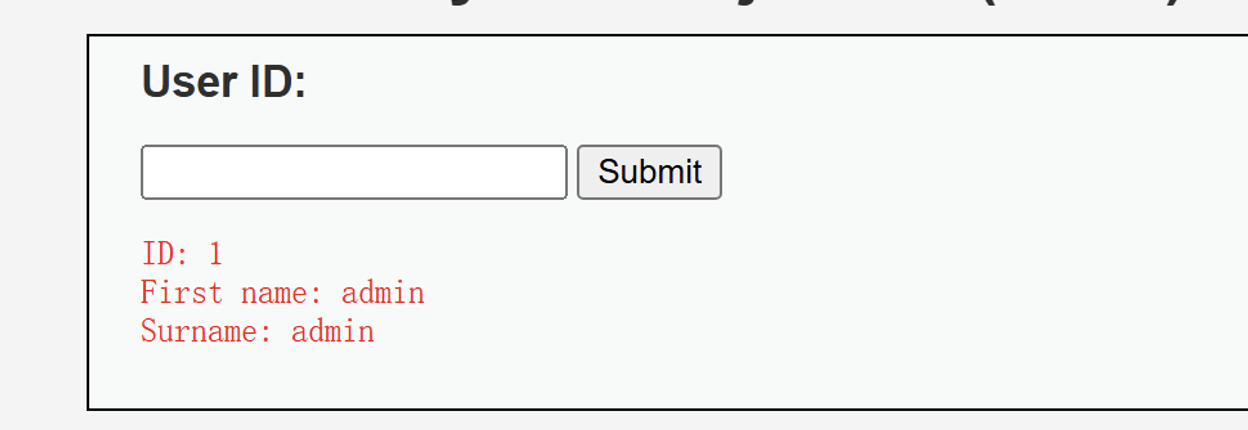 User ID:
Submit
ID: 1
First name: admin
Surname: admin